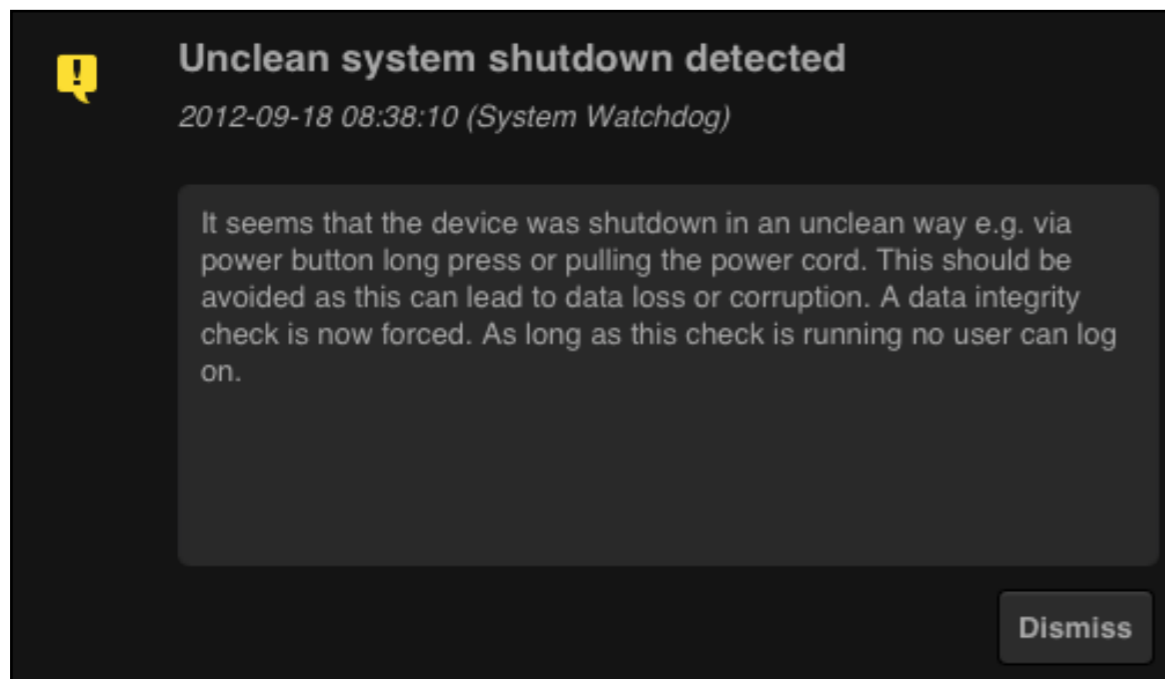 Unclean system shutdown detected
2012-09-18 08:38:10 (System Watchdog)
It seems that the device was shutdown in an unclean way e.g. via
power button long press or pulling the power cord. This should be
avoided as this can lead to data loss or corruption. A data integrity
check is now forced. As long as this check is running no user can log
on.
Dismiss